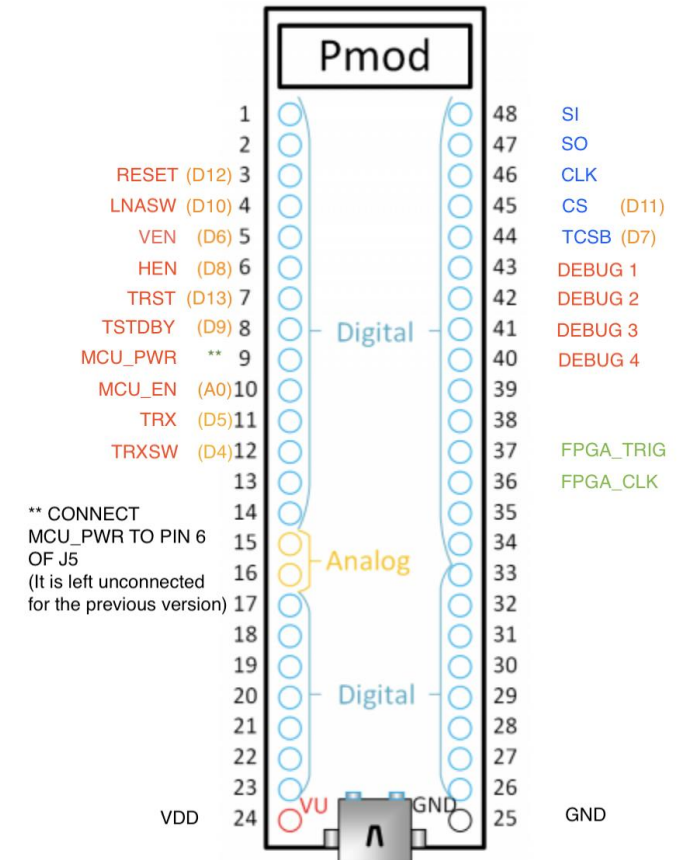 Pmod
1 48 SI
2 47 SO
RESET (D12) 3 46 CLK
LNASW (D10) 4 45 CS (D11)
VEN (D6) 5 44 TCSB (D7)
HEN (D8) 6 43 DEBUG 1
TRST (D13) 7 42 DEBUG 2
TSTDBY (D9) 8 Digital 41 DEBUG 3
MCU_PWR ** 9 40 DEBUG 4
MCU_EN (A0) 10 39
TRX (D5) 11 38
TRXSW (D4) 12 37 FPGA_TRIG
13 36 FPGA_CLK
14 35
** CONNECT
MCU_PWR TO PIN 6
OF J5
(It is left unconnected
for the previous version)
15 34
Analog
16 33
17 32
18 31
19 30
20 Digital 29
21 28
22 27
23 26
VU GND
VDD 24 25 GND